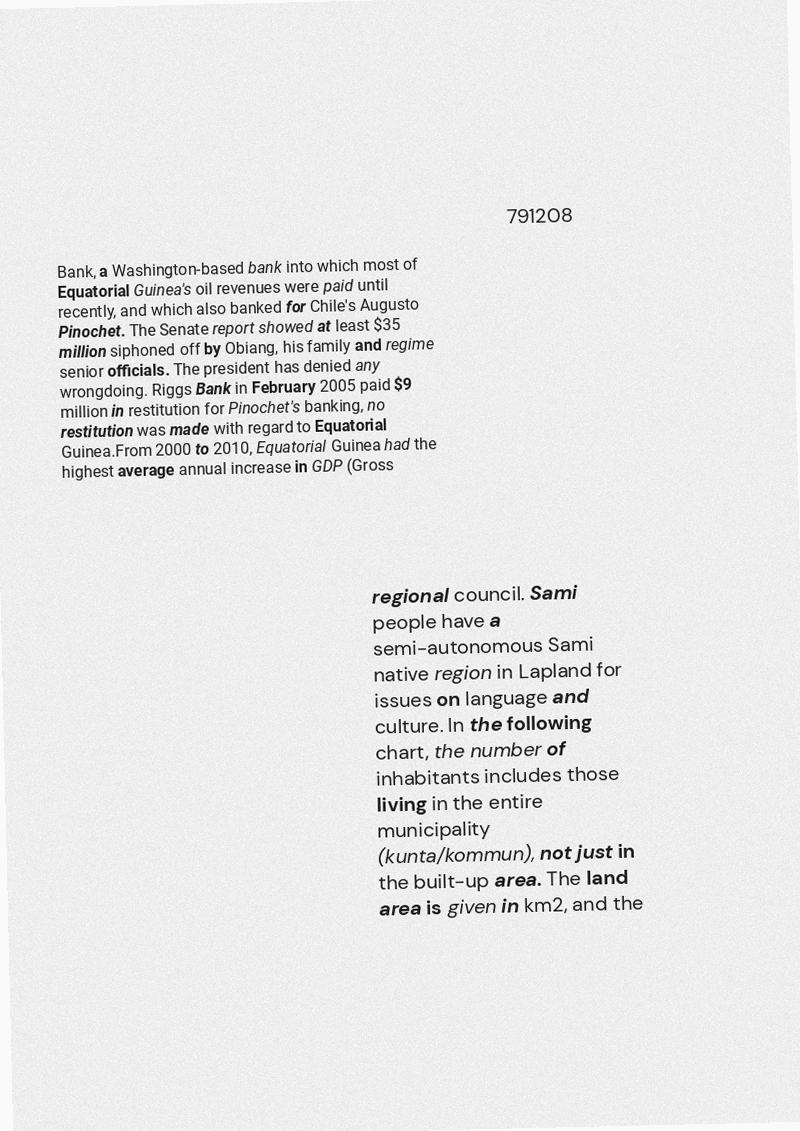 791208
Bank, a Washington-based bank into which most of
Equatorial Guinea's oil revenues were paid until
recently, and which also banked for Chile's Augusto
Pinochet. The Senate report showed at least $35
million siphoned off by Obiang, his family and regime
senior officials. The president has denied any
wrongdoing. Riggs Bank in February 2005 paid $9
million in restitution for Pinochet's banking, no
restitution was made with regard to Equatorial
Guinea.From 2000 to 2010, Equatorial Guinea had the
highest average annual increase in GDP (Gross
regional council. Sami
people have a
semi-autonomous Sami
native region in Lapland for
issues on language and
culture. In the following
chart, the number of
inhabitants includes those
living in the entire
municipality
(kunta/kommun), not just in
the built-up area. The land
area is given in km2, and the